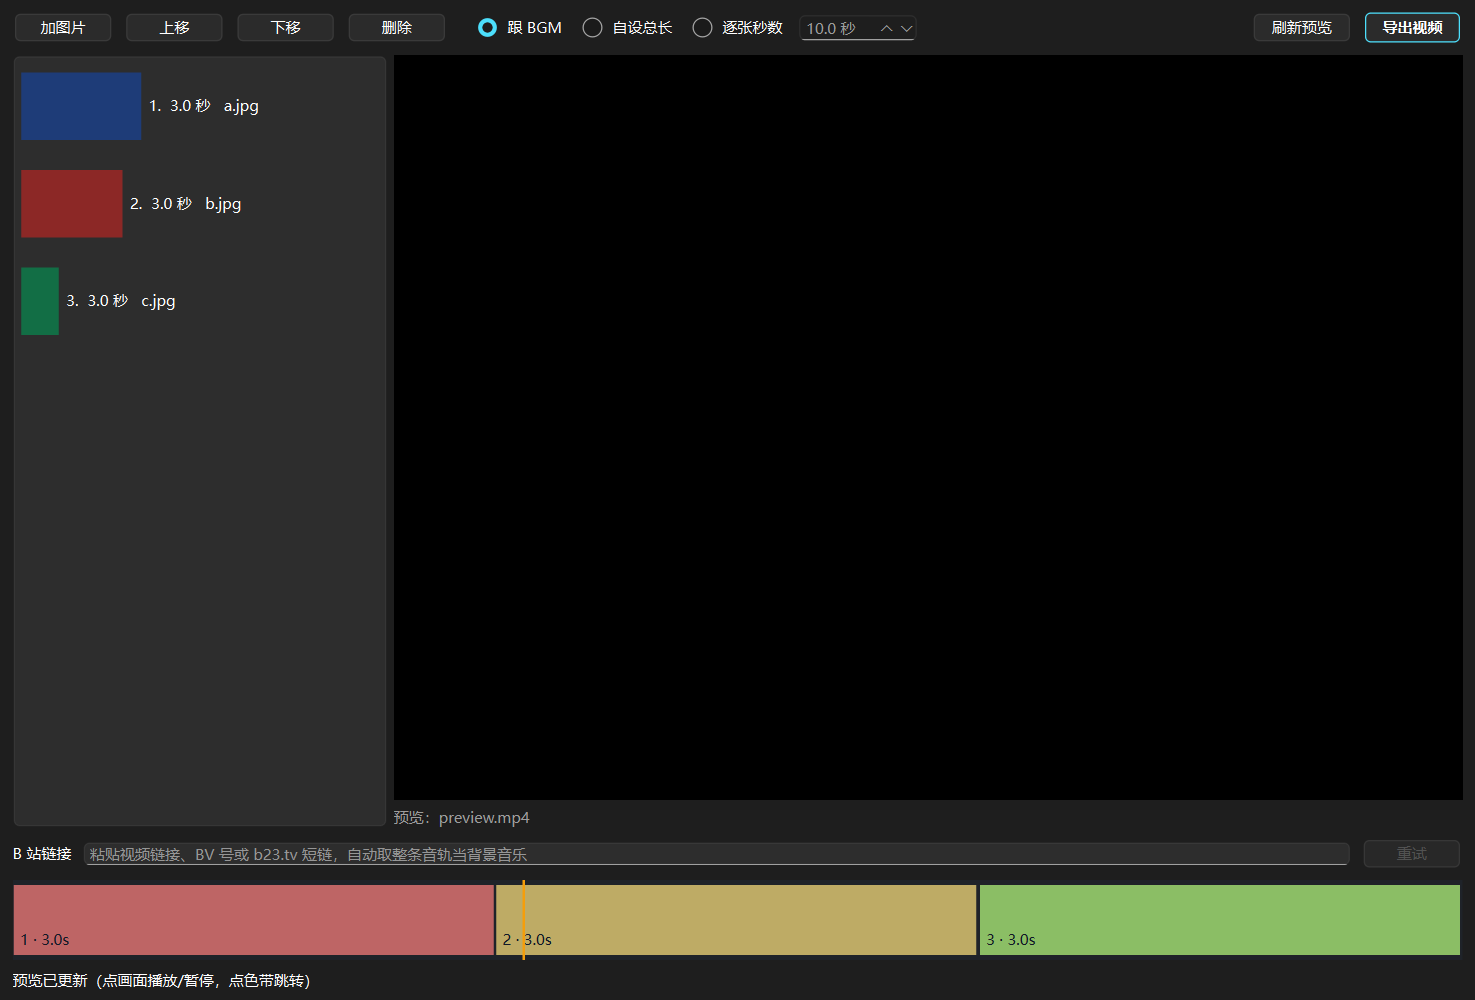 加图片 上移 下移 删除 跟 BGM 自设总长 逐张秒数 10.0 秒 刷新预览 导出视频
1. 3.0 秒 a.jpg
2. 3.0 秒 b.jpg
3. 3.0 秒 c.jpg
预览：preview.mp4
B 站链接 粘贴视频链接、BV 号或 b23.tv 短链，自动取整条音轨当背景音乐 重试
1 · 3.0s 2 · 3.0s 3 · 3.0s
预览已更新（点画面播放/暂停，点色带跳转）